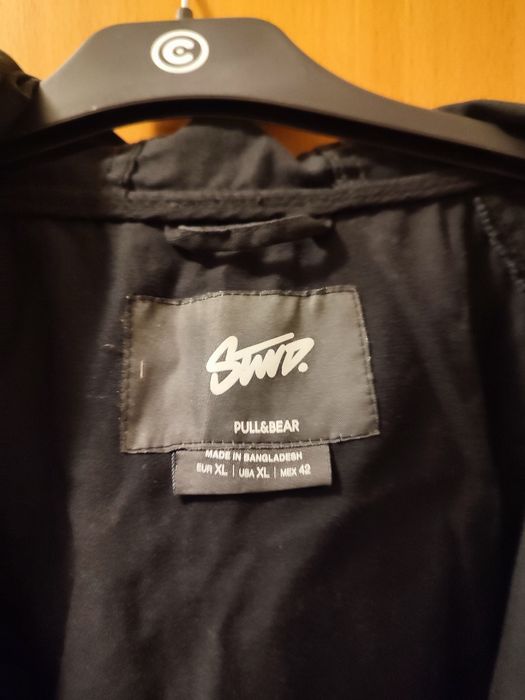 C
STWD.
PULL&BEAR
MADE IN BANGLADESH
EUR XL | USA XL | MEX 42